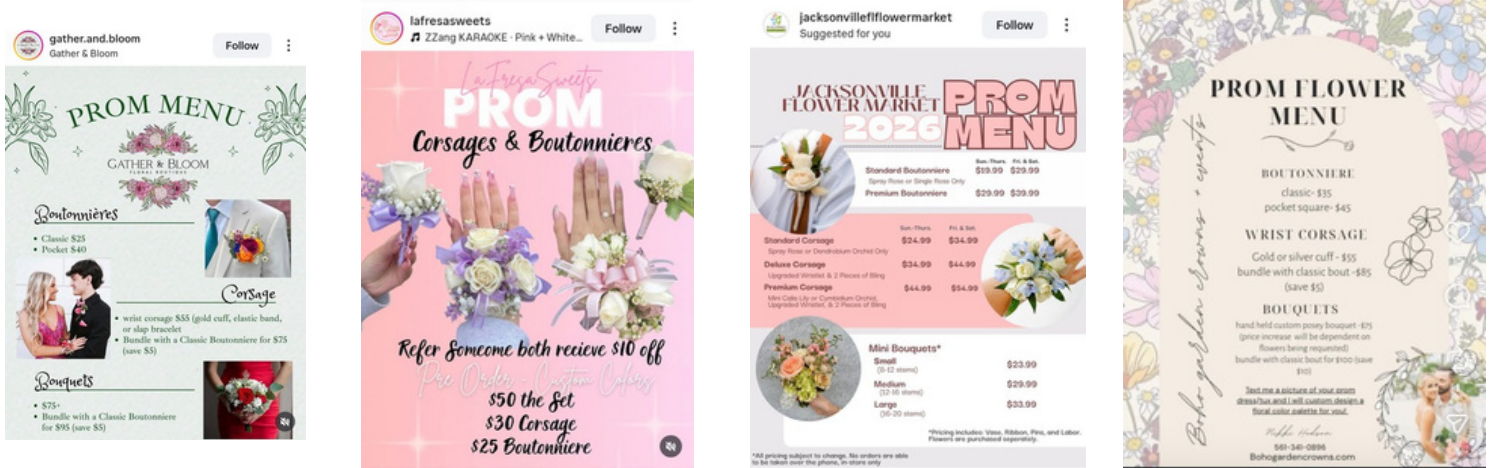 gather.and.bloom
Gather & Bloom
Follow
PROM MENU
GATHER & BLOOM
FLORAL BOUTIQUE
Boutonnières
• Classic $25
• Pocket $40
Corsage
• wrist corsage $55 (gold cuff, elastic band,
or slap bracelet
• Bundle with a Classic Boutonniere for $75
(save $5)
Bouquets
• $75+
• Bundle with a Classic Boutonniere
for $95 (save $5)
lafresasweets
ZZang KARAOKE · Pink + White...
Follow
LaFresaSweets
PROM
Corsages & Boutonnieres
Refer Someone both recieve $10 off
Pre Order - Custom Colors
$50 the Set
$30 Corsage
$25 Boutonniere
jacksonvilleflflowermarket
Suggested for you
Follow
JACKSONVILLE
FLOWER MARKET
2026
PROM
MENU
Sun.-Thurs. Fri. & Sat.
Standard Boutonniere $19.99 $29.99
Spray Rose or Single Rose Only
Premium Boutonniere $29.99 $39.99
Sun.-Thurs. Fri. & Sat.
Standard Corsage $24.99 $34.99
Spray Rose or Dendrobium Orchid Only
Deluxe Corsage $34.99 $44.99
Upgraded Wristlet & 2 Pieces of Bling
Premium Corsage $44.99 $54.99
Mini Calla Lily or Cymbidium Orchid,
Upgraded Wristlet, & 2 Pieces of Bling
Mini Bouquets*
Small $23.99
(8-12 stems)
Medium $29.99
(12-16 stems)
Large $33.99
(16-20 stems)
*Pricing includes: Vase, Ribbon, Pins, and Labor.
Flowers are purchased separately.
*All pricing subject to change. No orders are able
to be taken over the phone, in-store only
PROM FLOWER
MENU
Boho garden crowns + events
BOUTONNIERE
classic- $35
pocket square- $45
WRIST CORSAGE
Gold or silver cuff - $55
bundle with classic bout -$85
(save $5)
BOUQUETS
hand held custom posey bouquet -$75
(price increase will be dependent on
flowers being requested)
bundle with classic bout for $100 (save
$10)
Text me a picture of your prom
dress/tux and I will custom design a
floral color palette for you!
561-341-0896
Bohogardencrowns.com